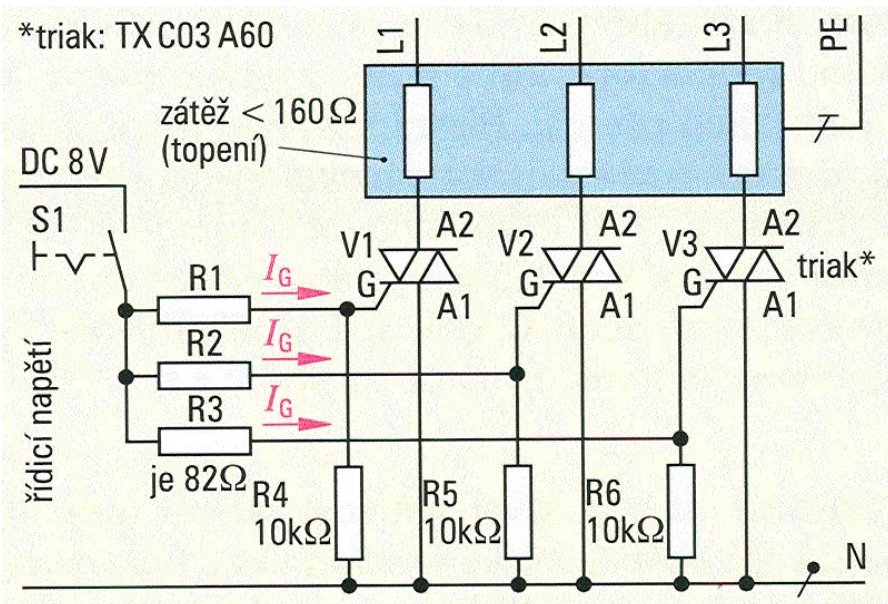 *triak: TX C03 A60
L1
L2
L3
PE
zátěž < 160 Ω
(topení)
DC 8 V
S1
R1
I_G
R2
I_G
R3
I_G
je 82Ω
řídicí napětí
V1
A2
G
A1
V2
A2
G
A1
V3
A2
G
A1
triak*
R4
10kΩ
R5
10kΩ
R6
10kΩ
N